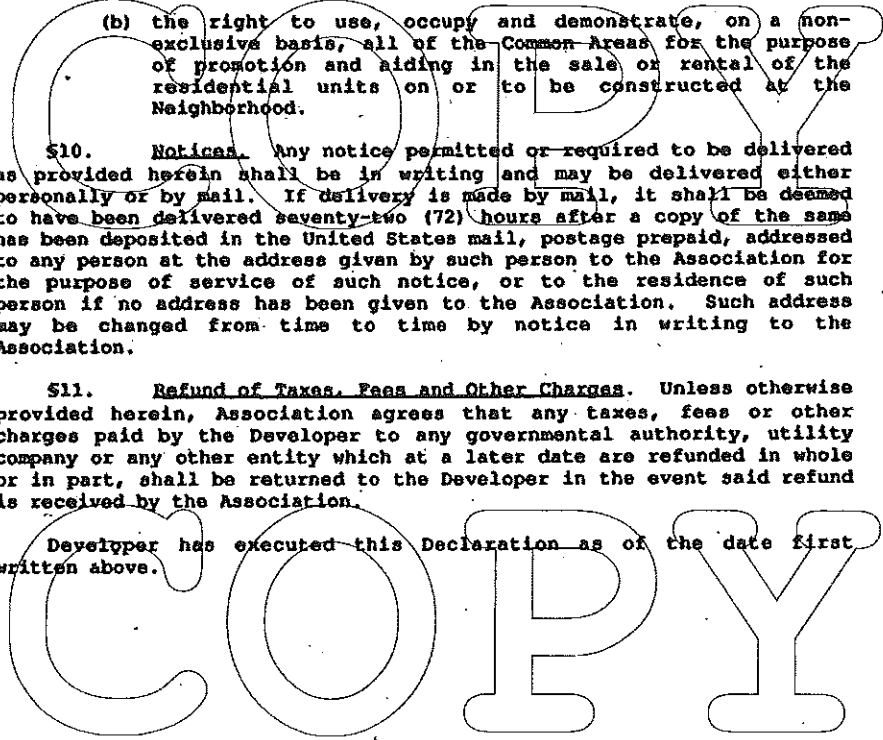 (b) the right to use, occupy and demonstrate, on a non-
exclusive basis, all of the Common Areas for the purpose
of promotion and aiding in the sale or rental of the
residential units on or to be constructed at the
Neighborhood.
§10. Notices. Any notice permitted or required to be delivered
as provided herein shall be in writing and may be delivered either
personally or by mail. If delivery is made by mail, it shall be deemed
to have been delivered seventy-two (72) hours after a copy of the same
has been deposited in the United States mail, postage prepaid, addressed
to any person at the address given by such person to the Association for
the purpose of service of such notice, or to the residence of such
person if no address has been given to the Association. Such address
may be changed from time to time by notice in writing to the
Association.
§11. Refund of Taxes, Fees and Other Charges. Unless otherwise
provided herein, Association agrees that any taxes, fees or other
charges paid by the Developer to any governmental authority, utility
company or any other entity which at a later date are refunded in whole
or in part, shall be returned to the Developer in the event said refund
is received by the Association.
Developer has executed this Declaration as of the date first
written above.
COPY
COPY